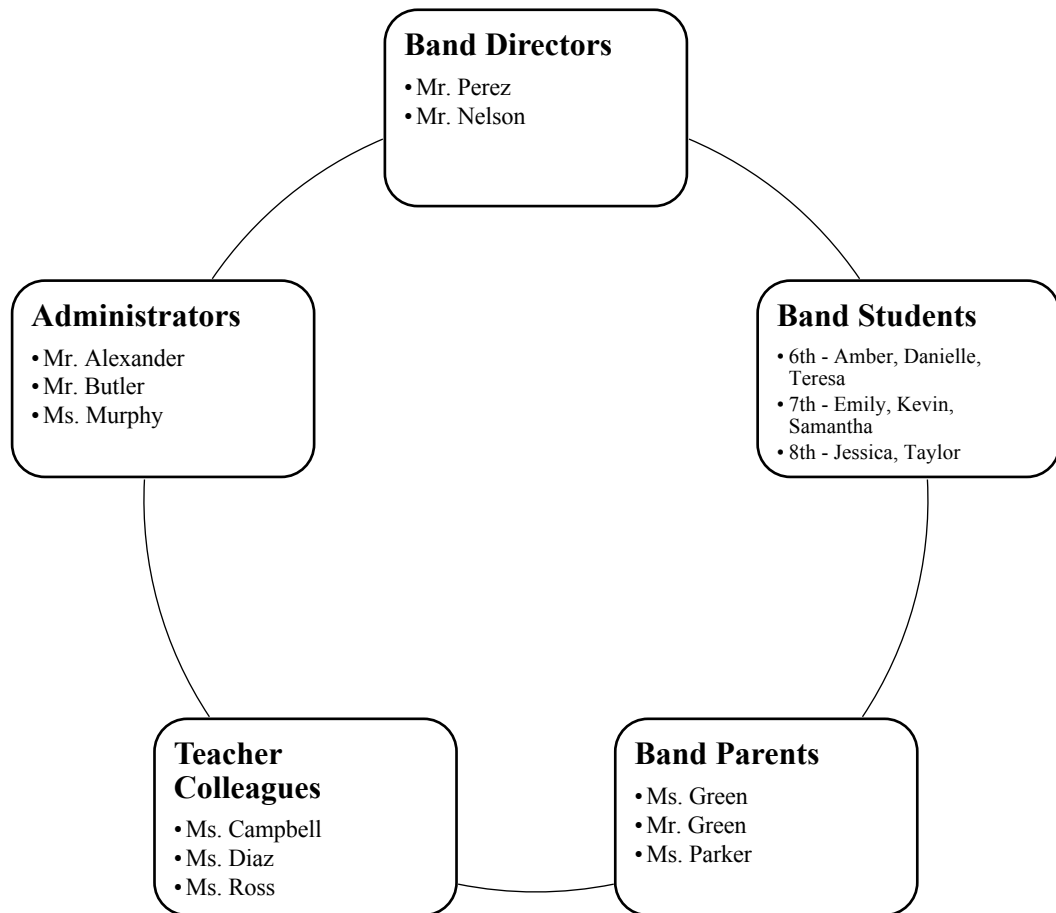 Band Directors
• Mr. Perez
• Mr. Nelson
Administrators
• Mr. Alexander
• Mr. Butler
• Ms. Murphy
Band Students
• 6th - Amber, Danielle,
Teresa
• 7th - Emily, Kevin,
Samantha
• 8th - Jessica, Taylor
Teacher
Colleagues
• Ms. Campbell
• Ms. Diaz
• Ms. Ross
Band Parents
• Ms. Green
• Mr. Green
• Ms. Parker